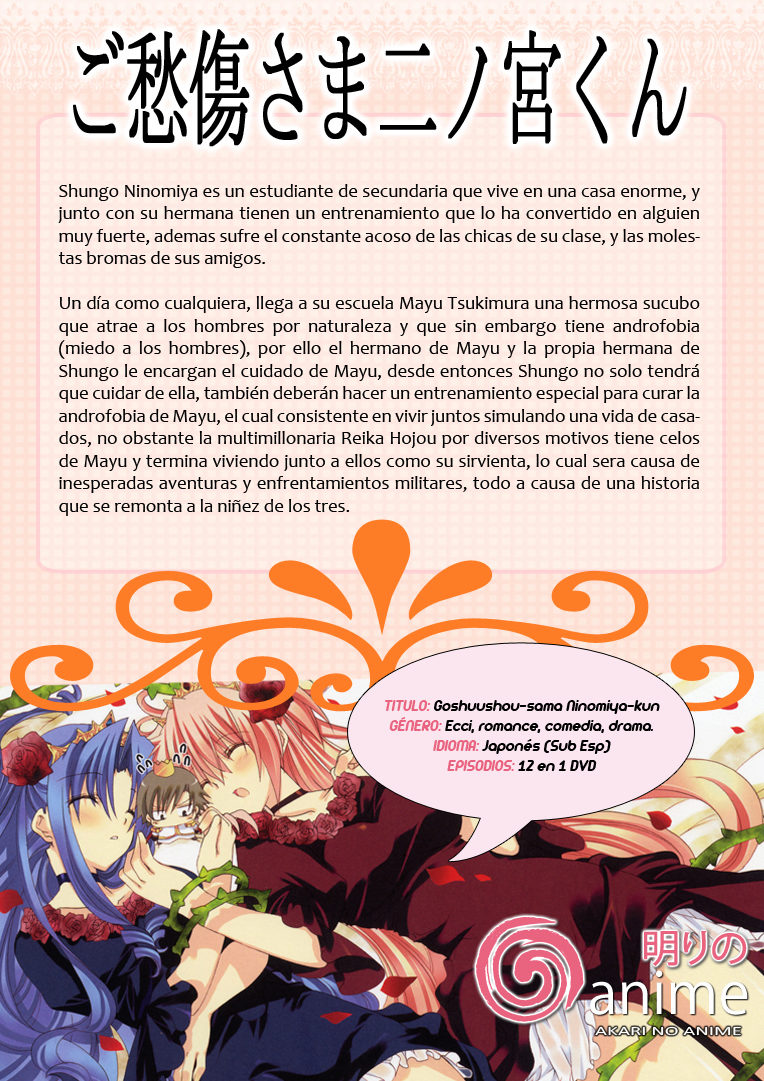 ご愁傷さま二ノ宮くん
Shungo Ninomiya es un estudiante de secundaria que vive en una casa enorme, y
junto con su hermana tienen un entrenamiento que lo ha convertido en alguien
muy fuerte, ademas sufre el constante acoso de las chicas de su clase, y las moles-
tas bromas de sus amigos.
Un día como cualquiera, llega a su escuela Mayu Tsukimura una hermosa sucubo
que atrae a los hombres por naturaleza y que sin embargo tiene androfobia
(miedo a los hombres), por ello el hermano de Mayu y la propia hermana de
Shungo le encargan el cuidado de Mayu, desde entonces Shungo no solo tendrá
que cuidar de ella, también deberán hacer un entrenamiento especial para curar la
androfobia de Mayu, el cual consistente en vivir juntos simulando una vida de casa-
dos, no obstante la multimillonaria Reika Hojou por diversos motivos tiene celos
de Mayu y termina viviendo junto a ellos como su sirvienta, lo cual sera causa de
inesperadas aventuras y enfrentamientos militares, todo a causa de una historia
que se remonta a la niñez de los tres.
TITULO: Goshuushou-sama Ninomiya-kun
GÉNERO: Ecci, romance, comedia, drama.
IDIOMA: Japonés (Sub Esp)
EPISODIOS: 12 en 1 DVD
明りの
anime
AKARI NO ANIME